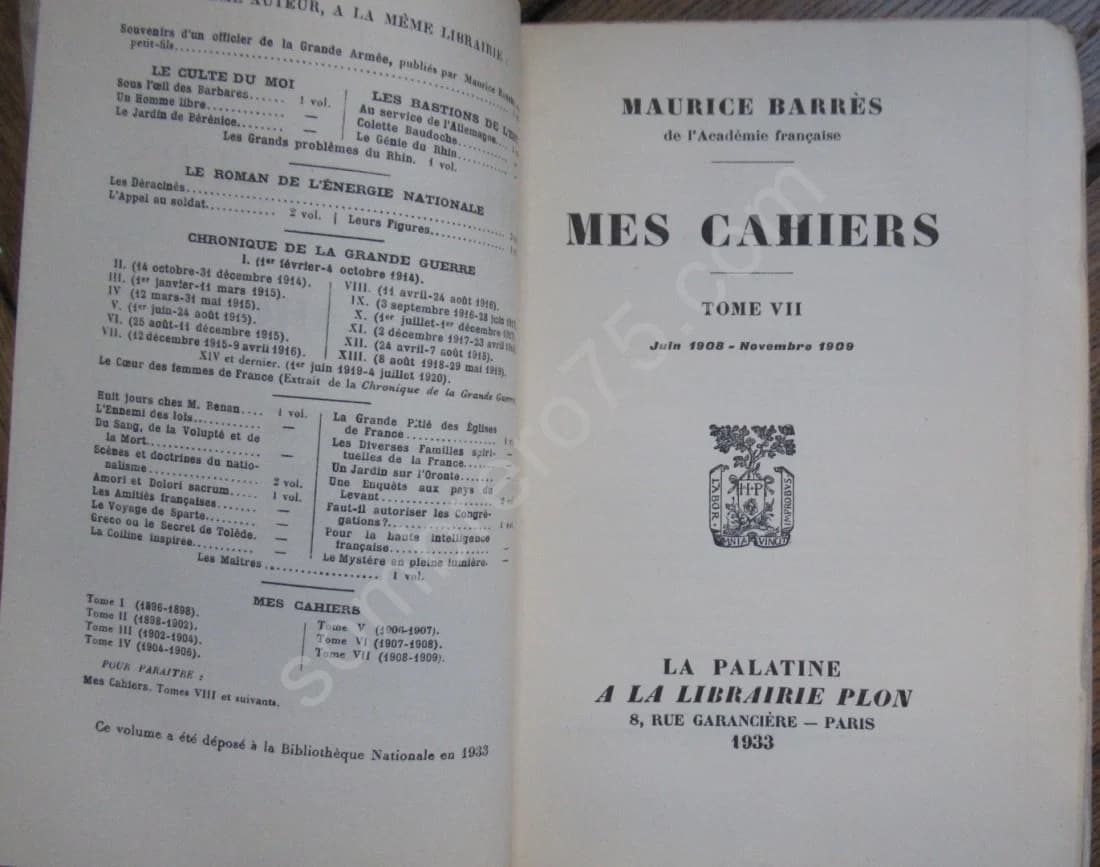 AUTEUR, A LA MÊME LIBRAIRIE :
Souvenirs d'un officier de la Grande Armée, publiés par Maurice
petit-fils
LE CULTE DU MOI
Sous l'œil des Barbares...... 1 vol.
Un Homme libre............... —
Le Jardin de Bérénice........ —
LES BASTIONS DE
Au service de l'Allemagne
Colette Baudoche
Le Génie du Rhin
Les Grands problèmes du Rhin. 1 vol.
LE ROMAN DE L'ÉNERGIE NATIONALE
Les Déracinés
L'Appel au soldat........... 2 vol. | Leurs Figures
CHRONIQUE DE LA GRANDE GUERRE
I. (1er février-4 octobre 1914).
II. (14 octobre-31 décembre 1914).
III. (1er janvier-11 mars 1915).
IV (12 mars-31 mai 1915).
V. (1er juin-24 août 1915).
VI. (25 août-11 décembre 1915).
VII. (12 décembre 1915-9 avril 1916).
VIII. (11 avril-24 août 1916).
IX. (3 septembre 1916-28 juin
X. (1er juillet-1er décembre
XI. (2 décembre 1917-23 avril
XII. (24 avril-7 août 1918).
XIII. (8 août 1918-29 mai 1919).
XIV et dernier. (1er juin 1919-4 juillet 1920).
Le Cœur des femmes de France (Extrait de la Chronique de la Grande Guerre
Huit jours chez M. Renan.... 1 vol.
L'Ennemi des lois........... —
Du Sang, de la Volupté et de
la Mort..................... —
Scènes et doctrines du natio-
nalisme..................... 2 vol.
Amori et Dolori sacrum...... 1 vol.
Les Amitiés françaises...... —
Le Voyage de Sparte......... —
Greco ou le Secret de Tolède. —
La Colline inspirée......... —
La Grande Pitié des Églises
de France
Les Diverses Familles spiri-
tuelles de la France
Un Jardin sur l'Oronte
Une Enquête aux pays du
Levant
Faut-il autoriser les Congré-
gations ?
Pour la haute intelligence
française
Le Mystère en pleine lumière. —
Les Maîtres................. 1 vol.
MES CAHIERS
Tome I (1896-1898).
Tome II (1898-1902).
Tome III (1902-1904).
Tome IV (1904-1906).
Tome V (1906-1907).
Tome VI (1907-1908).
Tome VII (1908-1909).
POUR PARAITRE :
Mes Cahiers. Tomes VIII et suivants.
Ce volume a été déposé à la Bibliothèque Nationale en 1933
MAURICE BARRÈS
de l'Académie française
MES CAHIERS
TOME VII
Juin 1908 - Novembre 1909
H P
LABOR OMNIA VINCIT IMPROBUS
LA PALATINE
A LA LIBRAIRIE PLON
8, RUE GARANCIÈRE — PARIS
1933